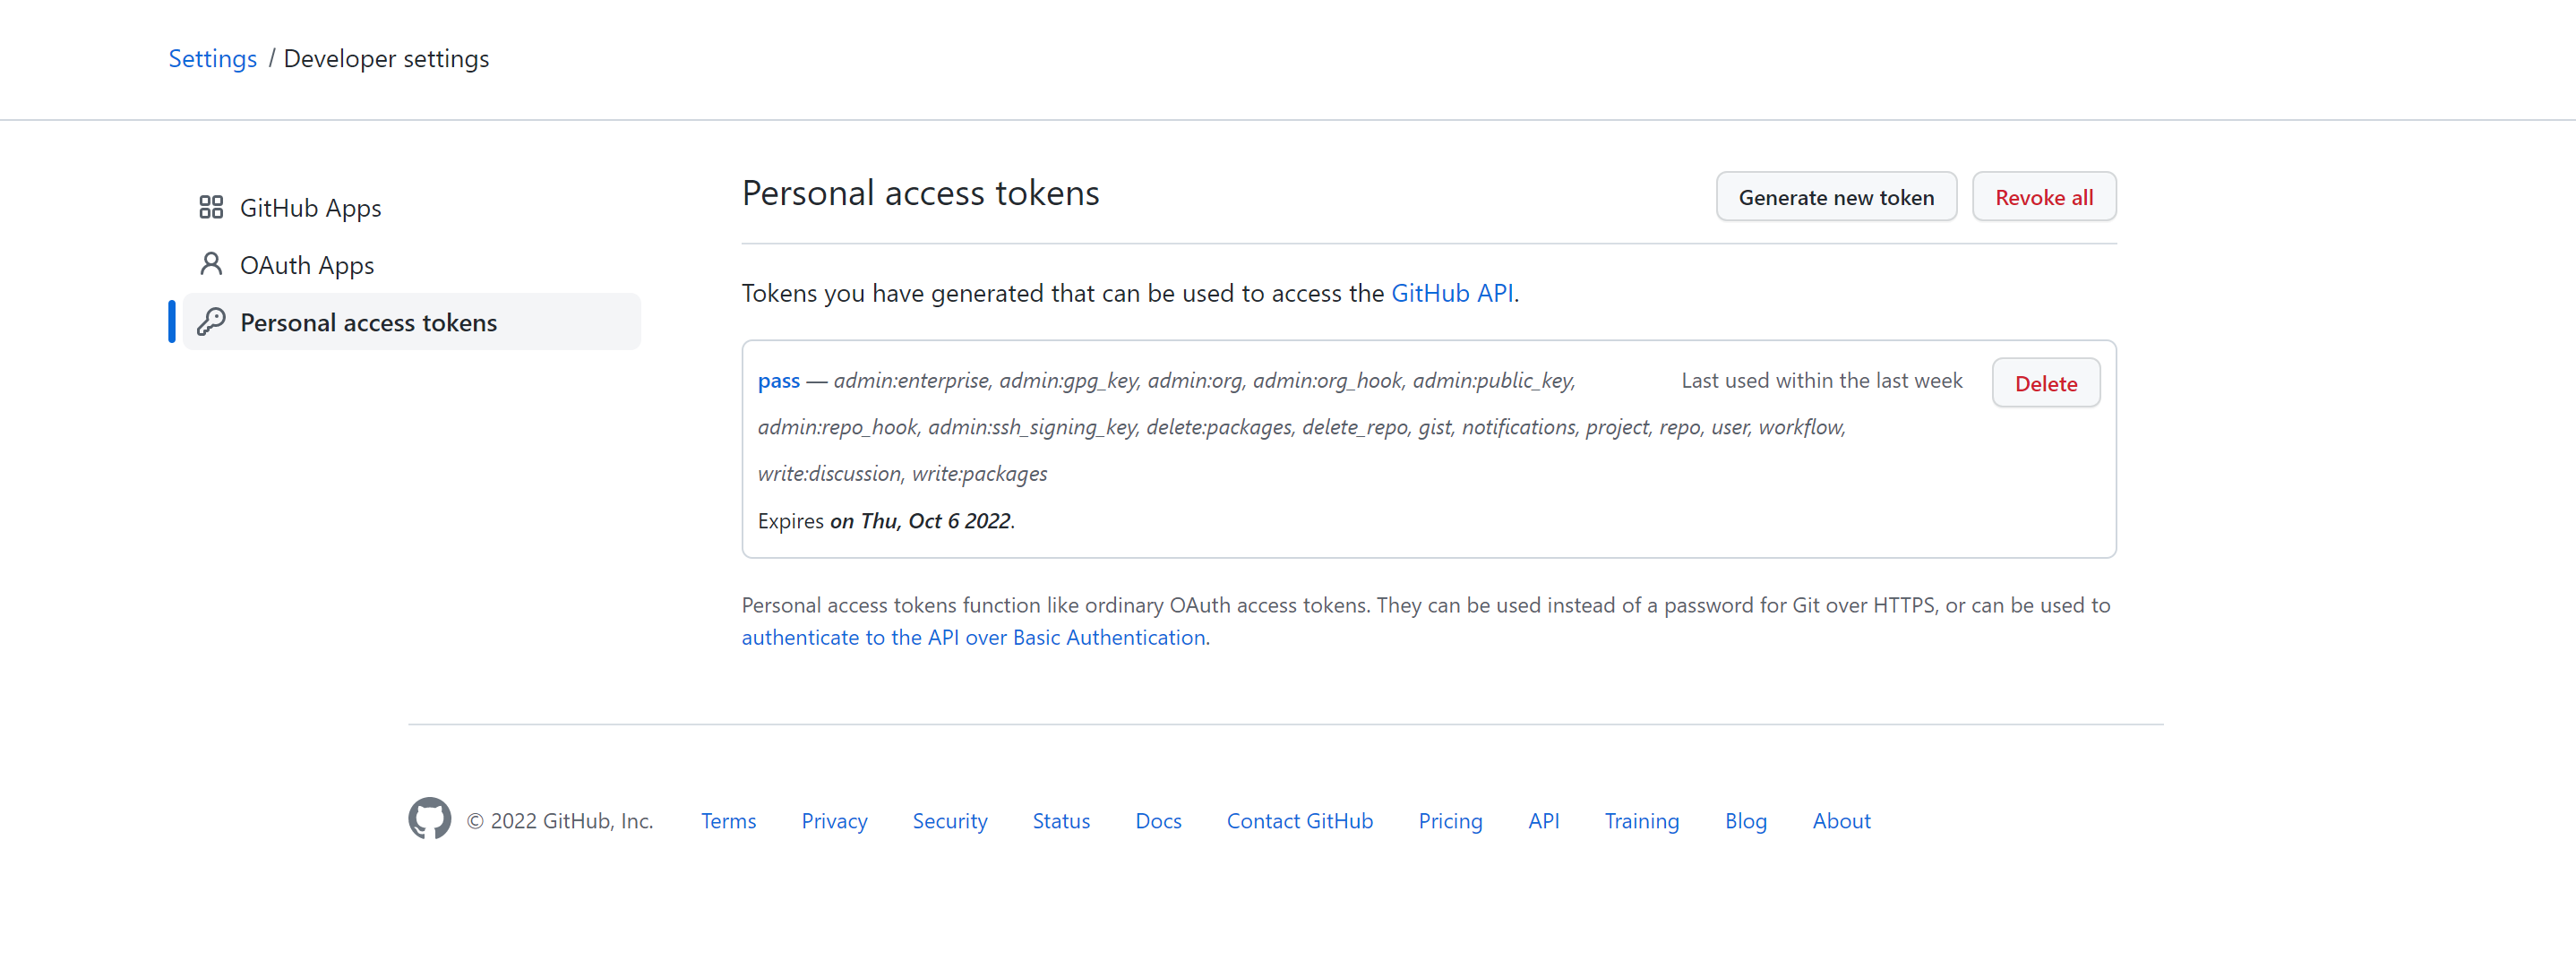 Settings / Developer settings
GitHub Apps
OAuth Apps
Personal access tokens
Personal access tokens
Generate new token
Revoke all
Tokens you have generated that can be used to access the GitHub API.
pass — admin:enterprise, admin:gpg_key, admin:org, admin:org_hook, admin:public_key,
Last used within the last week
Delete
admin:repo_hook, admin:ssh_signing_key, delete:packages, delete_repo, gist, notifications, project, repo, user, workflow,
write:discussion, write:packages
Expires on Thu, Oct 6 2022.
Personal access tokens function like ordinary OAuth access tokens. They can be used instead of a password for Git over HTTPS, or can be used to
authenticate to the API over Basic Authentication.
© 2022 GitHub, Inc. Terms Privacy Security Status Docs Contact GitHub Pricing API Training Blog About